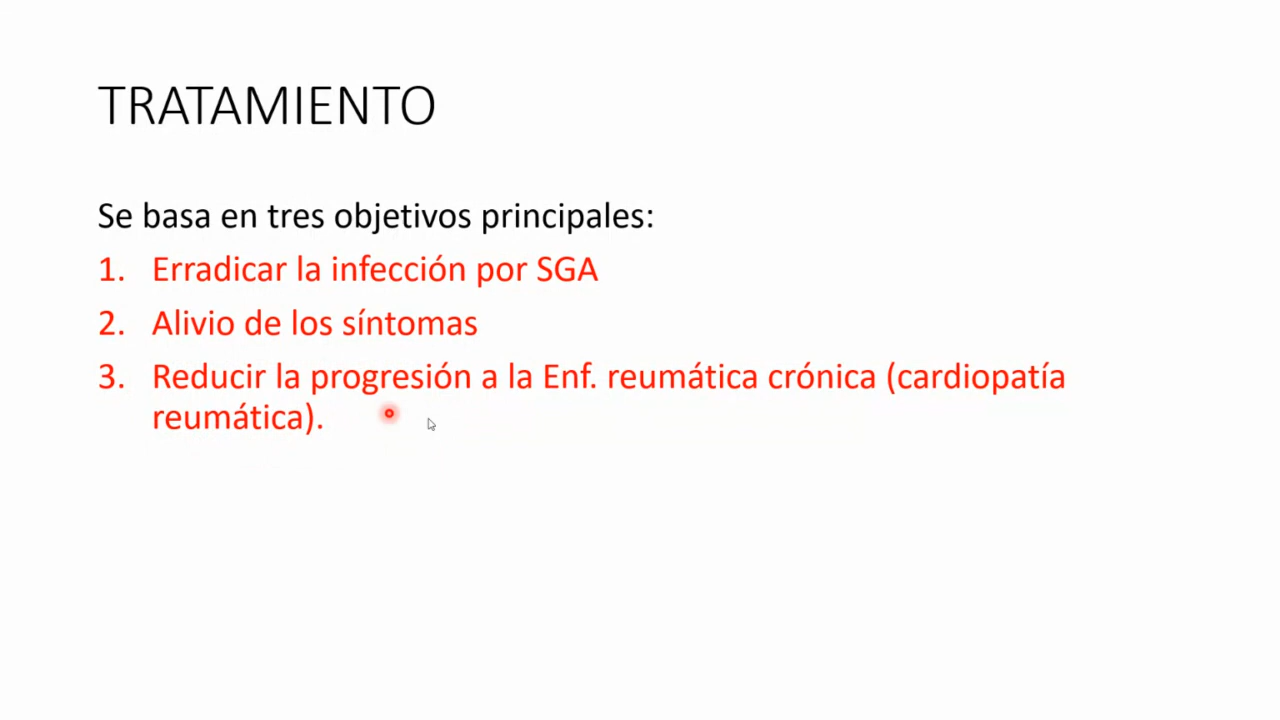 TRATAMIENTO
Se basa en tres objetivos principales:
1. Erradicar la infección por SGA
2. Alivio de los síntomas
3. Reducir la progresión a la Enf. reumática crónica (cardiopatía
reumática).